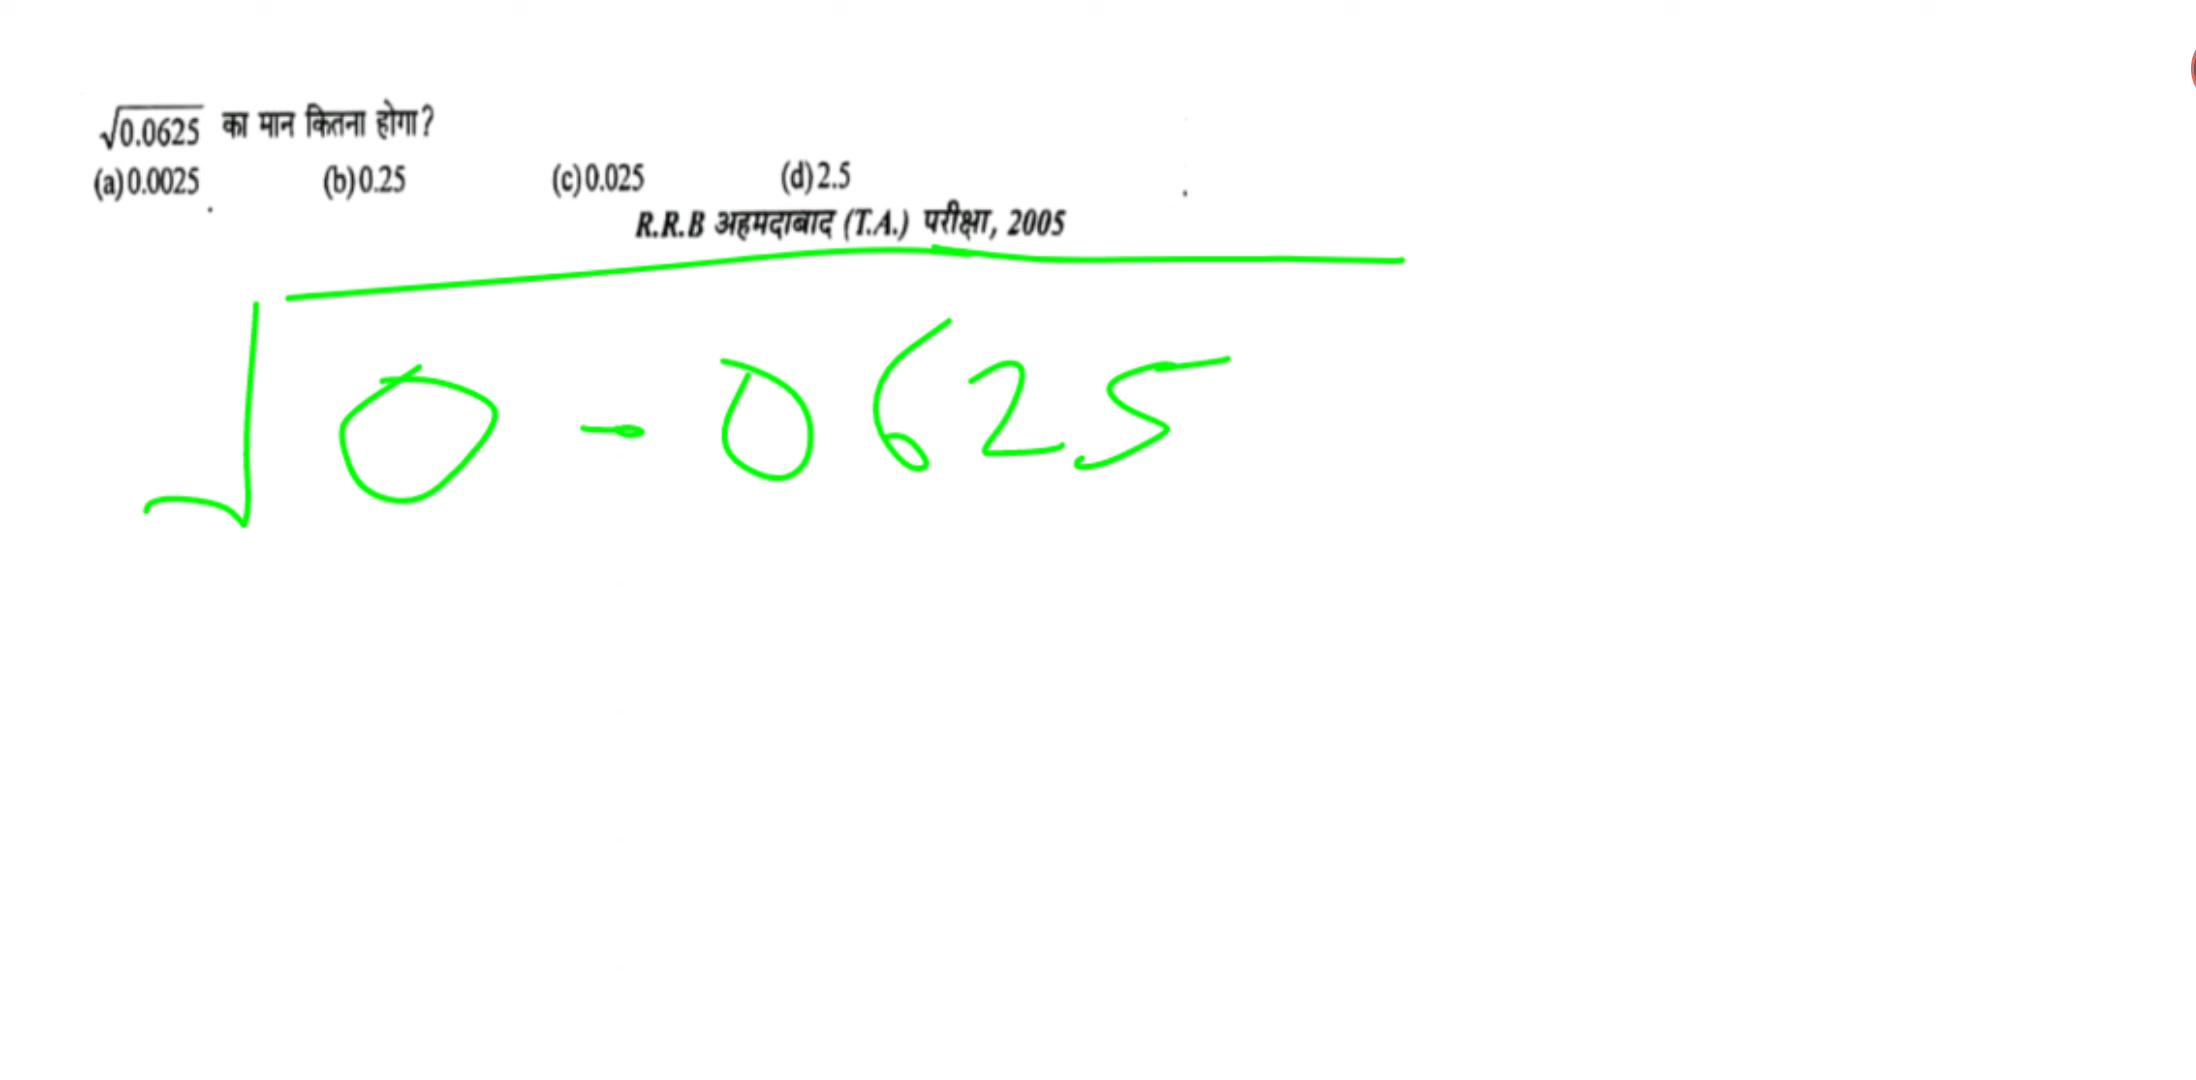 √0.0625 का मान कितना होगा?
(a) 0.0025 (b) 0.25 (c) 0.025 (d) 2.5
R.R.B अहमदाबाद (T.A.) परीक्षा, 2005
√0-0625